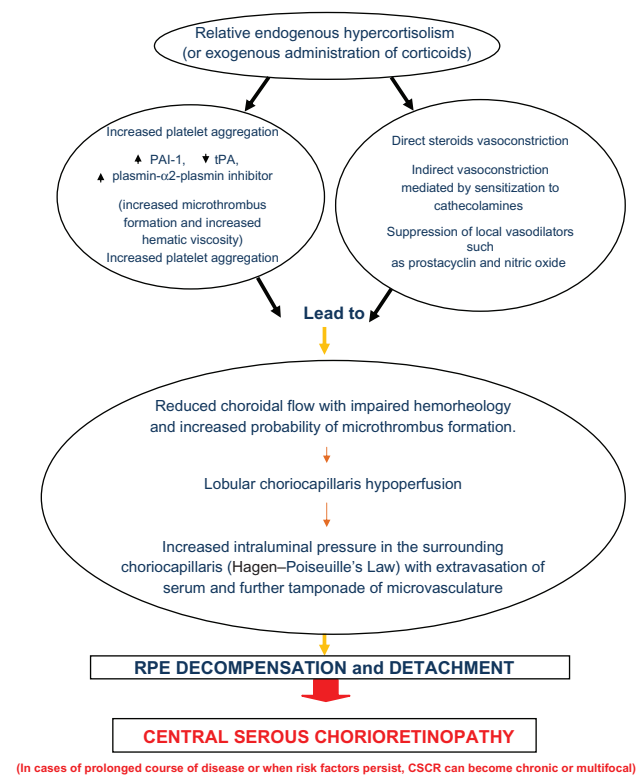 Relative endogenous hypercortisolism
(or exogenous administration of corticoids)
Increased platelet aggregation
PAI-1, tPA,
plasmin-α2-plasmin inhibitor
(increased microthrombus
formation and increased
hematic viscosity)
Increased platelet aggregation
Direct steroids vasoconstriction
Indirect vasoconstriction
mediated by sensitization to
cathecolamines
Suppression of local vasodilators
such
as prostacyclin and nitric oxide
Lead to
Reduced choroidal flow with impaired hemorheology
and increased probability of microthrombus formation.
Lobular choriocapillaris hypoperfusion
Increased intraluminal pressure in the surrounding
choriocapillaris (Hagen–Poiseuille's Law) with extravasation of
serum and further tamponade of microvasculature
RPE DECOMPENSATION and DETACHMENT
CENTRAL SEROUS CHORIORETINOPATHY
(In cases of prolonged course of disease or when risk factors persist, CSCR can become chronic or multifocal)